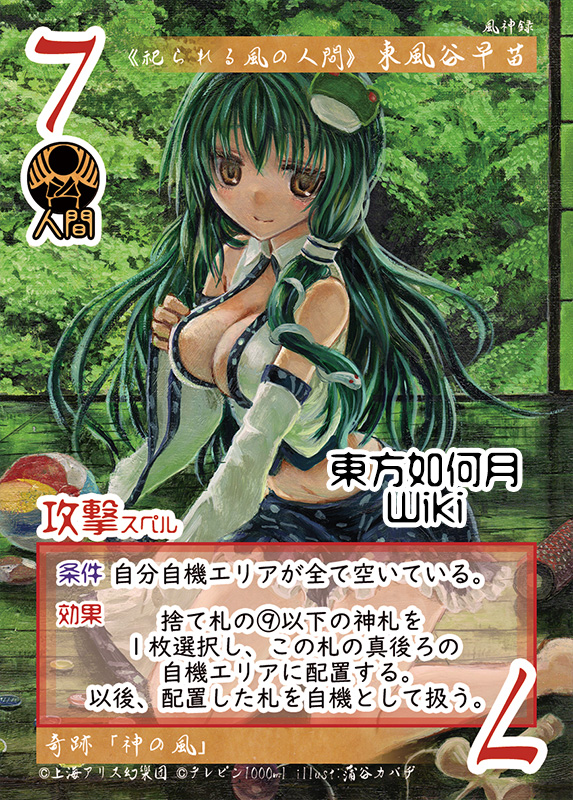 風神録
7
《祀られる風の人間》 東風谷早苗
人間
東方如何月
Wiki
攻撃スペル
条件 自分自機エリアが全て空いている。
効果 捨て札の⑨以下の神札を
1枚選択し、この札の真後ろの
自機エリアに配置する。
以後、配置した札を自機として扱う。
奇跡「神の風」
7
©上海アリス幻樂団 ©テレピン1000ml illust:蒲谷カバヂ